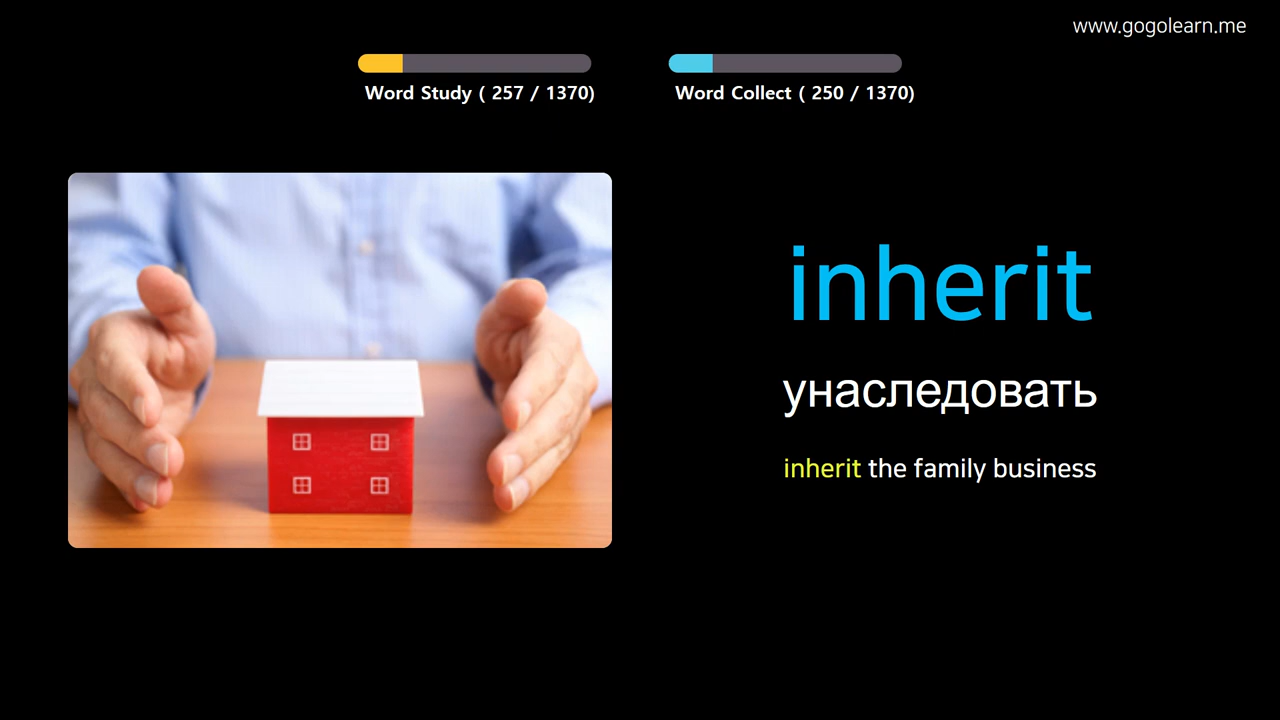 www.gogolearn.me
Word Study ( 257 / 1370)
Word Collect ( 250 / 1370)
inherit
унаследовать
inherit the family business